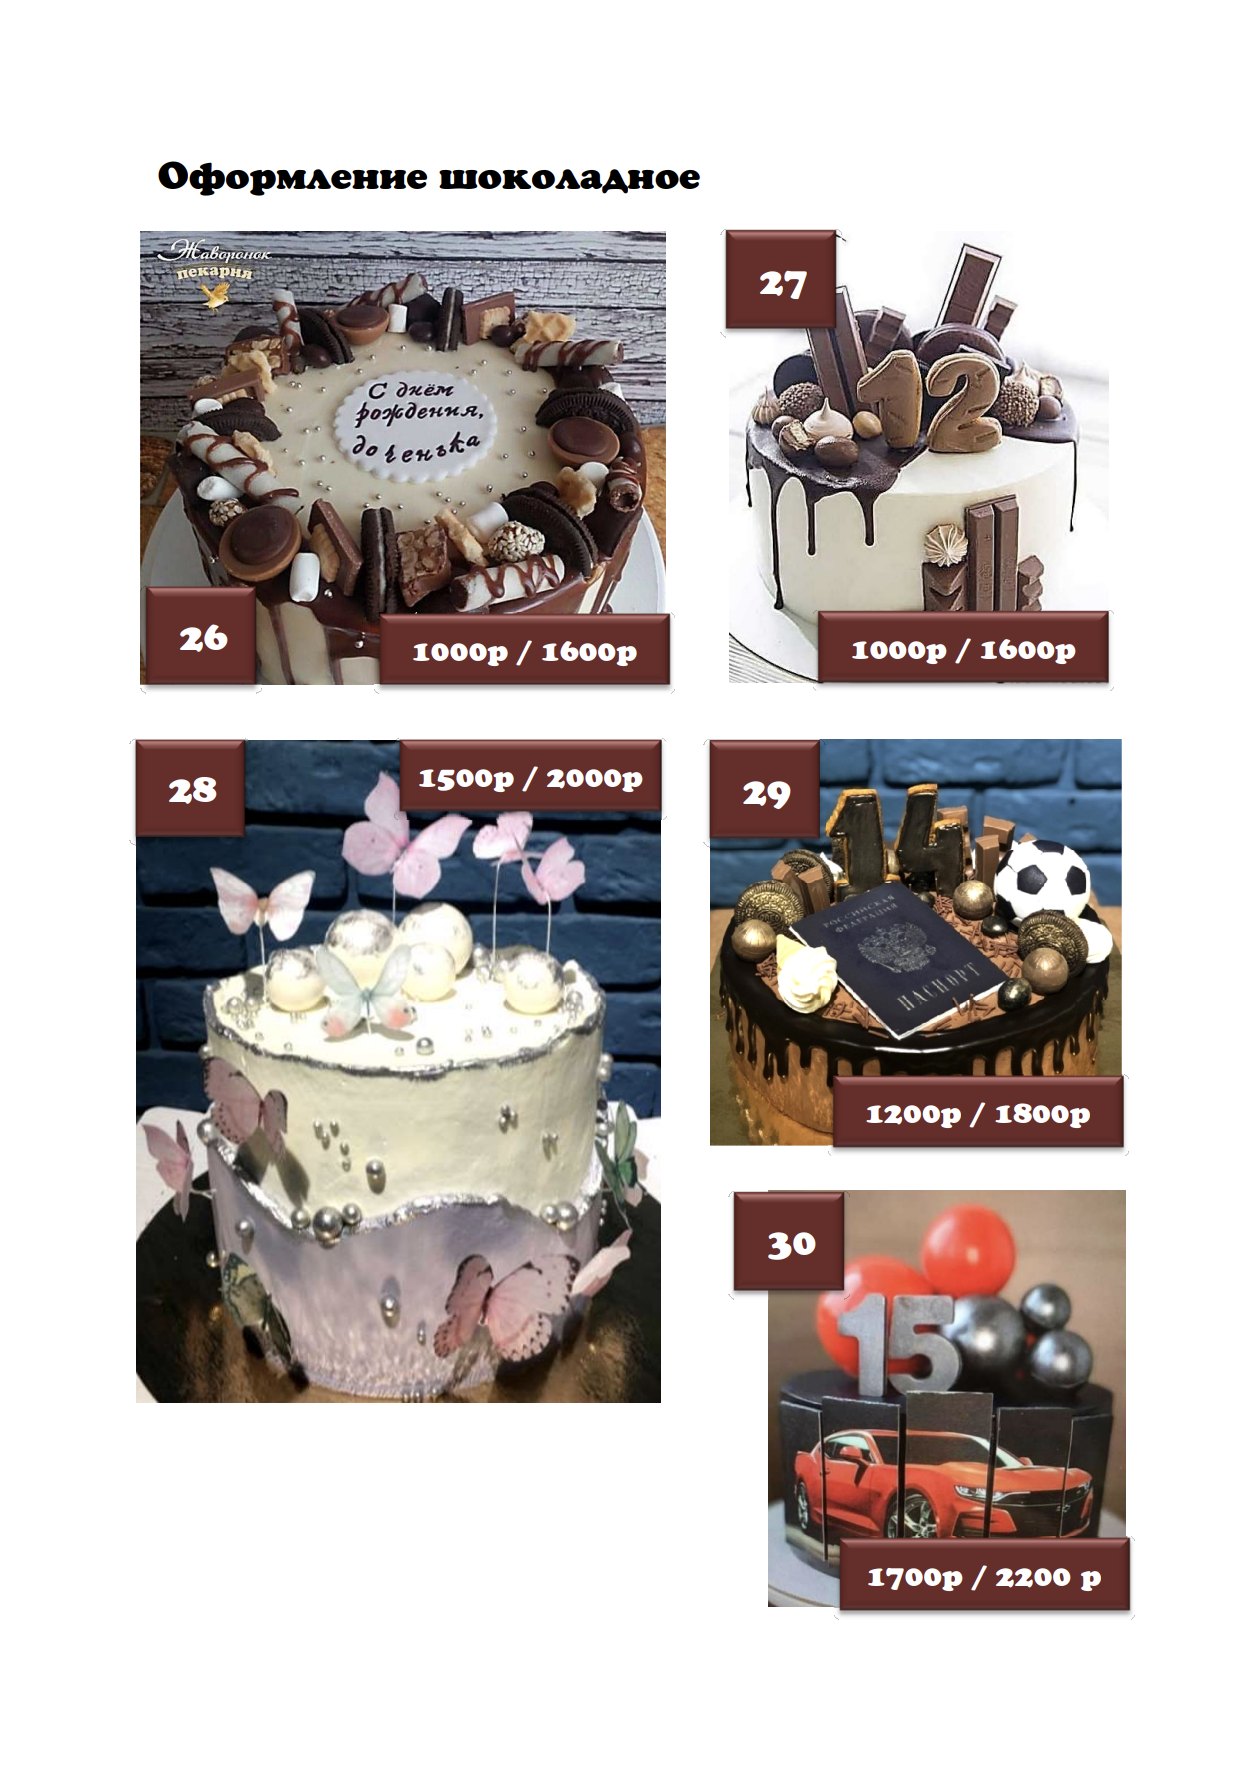 Оформление шоколадное
Жаворонок
пекарня
С днём
рождения,
доченька
26
1000р / 1600р
27
12
1000р / 1600р
28
1500р / 2000р
29
14
РОССИЙСКАЯ
ФЕДЕРАЦИЯ
ПАСПОРТ
1200р / 1800р
30
15
1700р / 2200 р